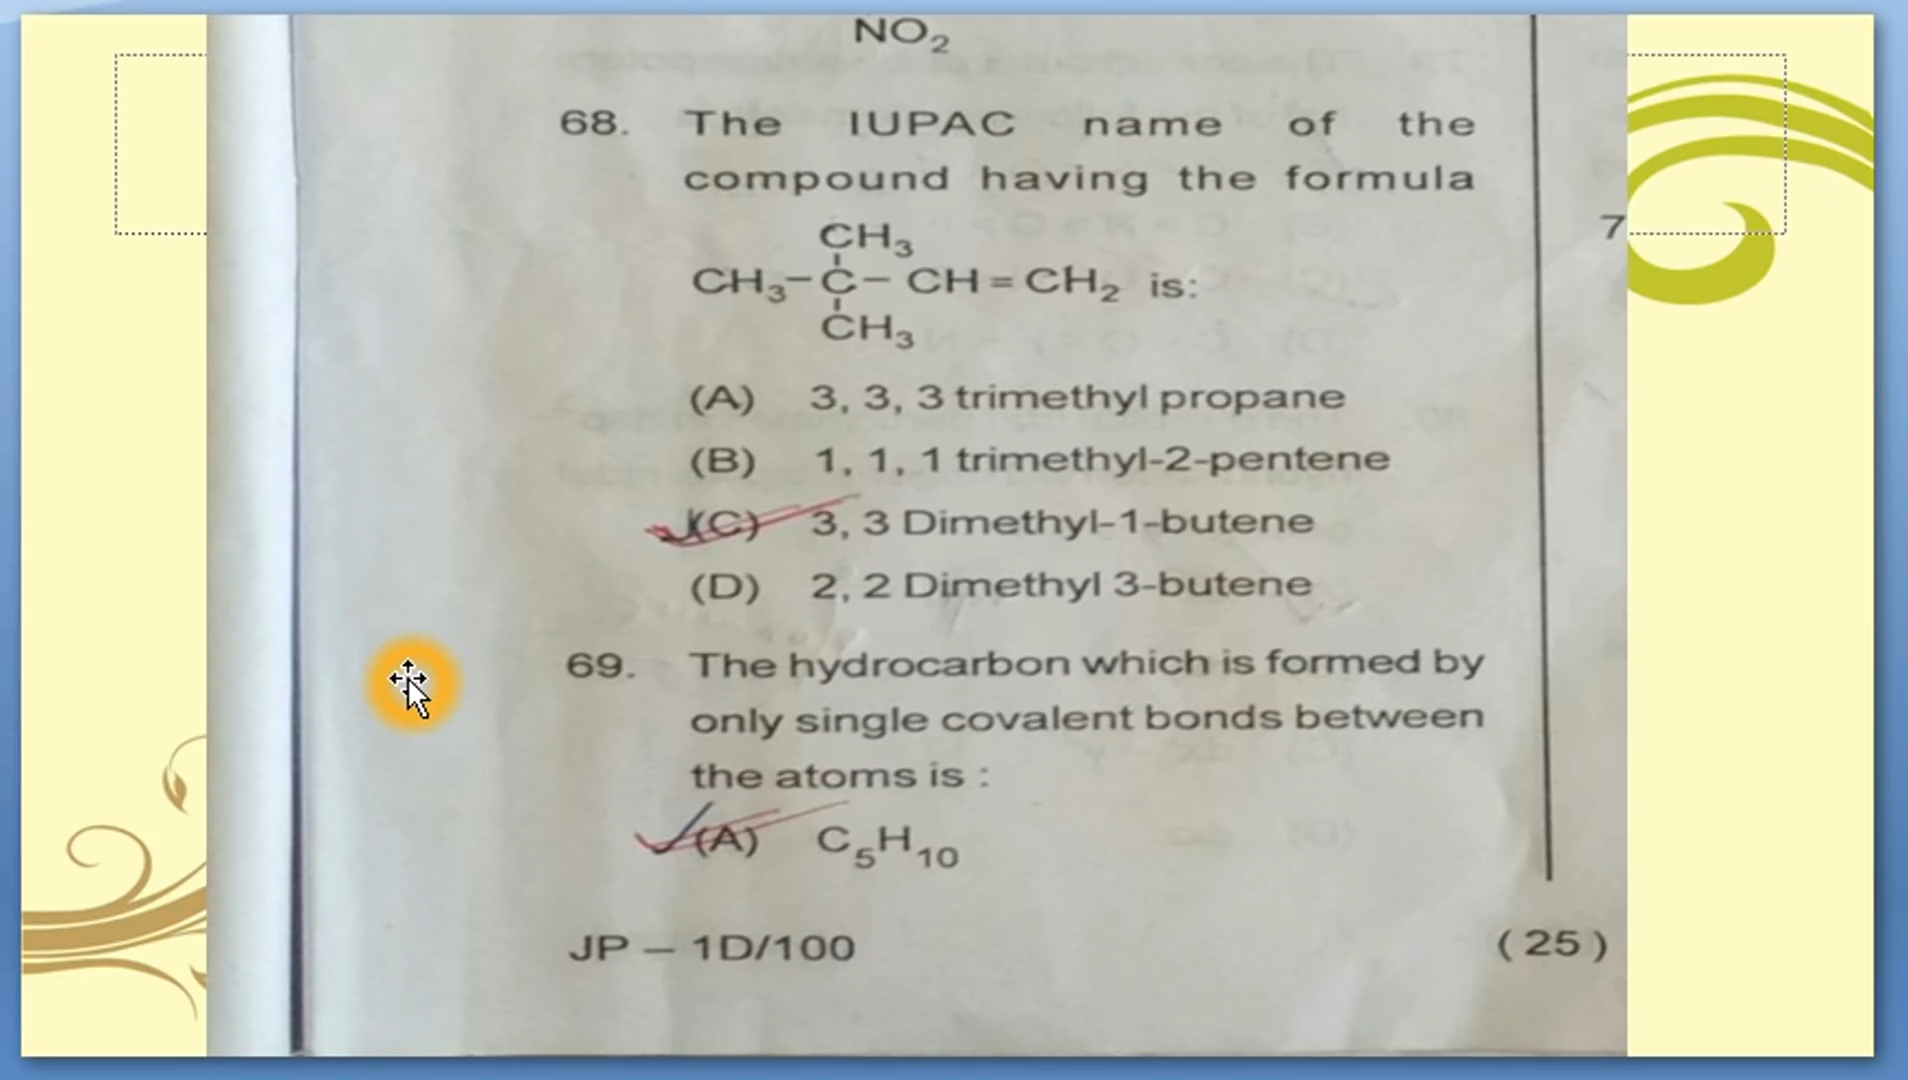 NO2
68. The IUPAC name of the
compound having the formula
CH3
CH3-C-CH=CH2 is:
CH3
(A) 3, 3, 3 trimethyl propane
(B) 1, 1, 1 trimethyl-2-pentene
(C) 3, 3 Dimethyl-1-butene
(D) 2, 2 Dimethyl 3-butene
69. The hydrocarbon which is formed by
only single covalent bonds between
the atoms is :
(A) C5H10
JP – 1D/100
(25)
7